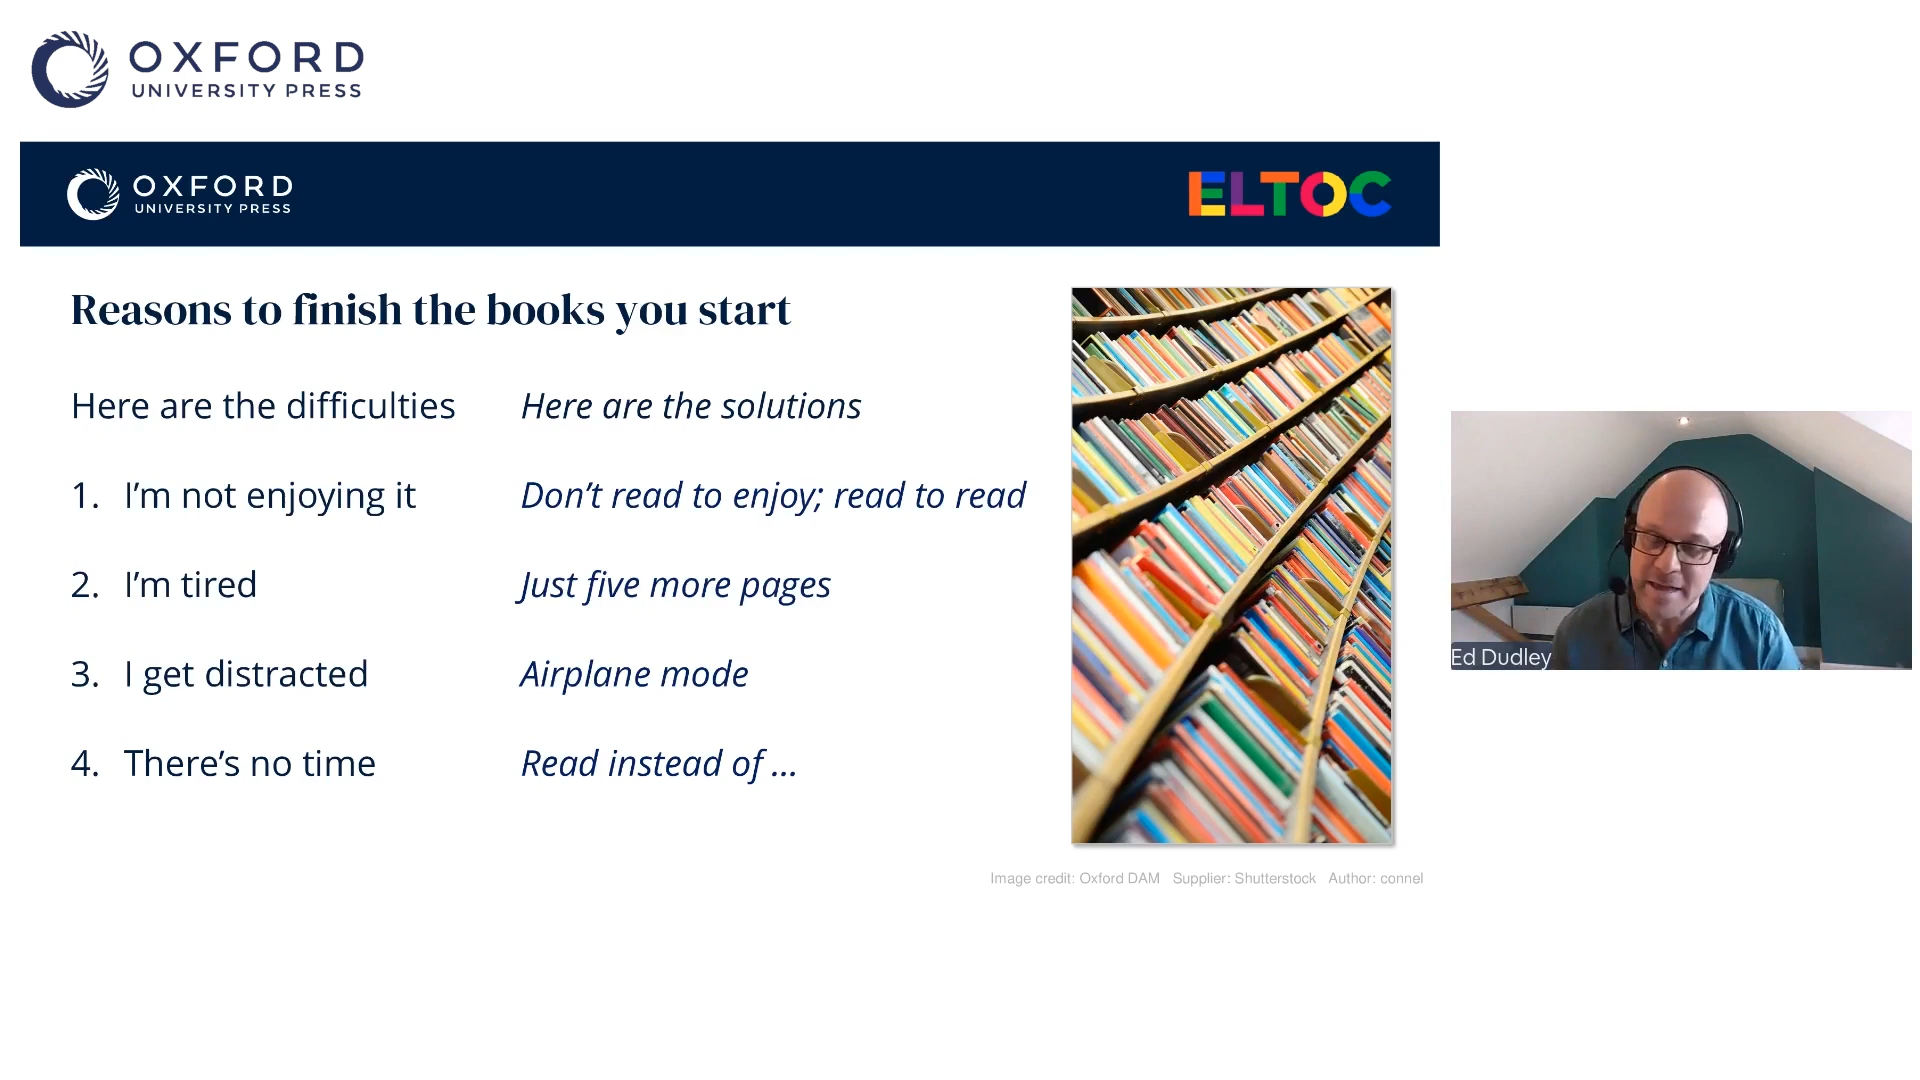 OXFORD
UNIVERSITY PRESS
OXFORD
UNIVERSITY PRESS
ELTOC
Reasons to finish the books you start
Here are the difficulties
Here are the solutions
1. I’m not enjoying it
Don’t read to enjoy; read to read
2. I’m tired
Just five more pages
3. I get distracted
Airplane mode
4. There’s no time
Read instead of ...
Image credit: Oxford DAM Supplier: Shutterstock Author: connel
Ed Dudley